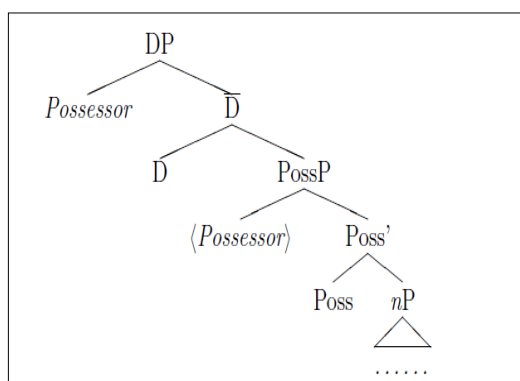 DP
Possessor D̅
D PossP
⟨Possessor⟩ Poss'
Poss nP
......